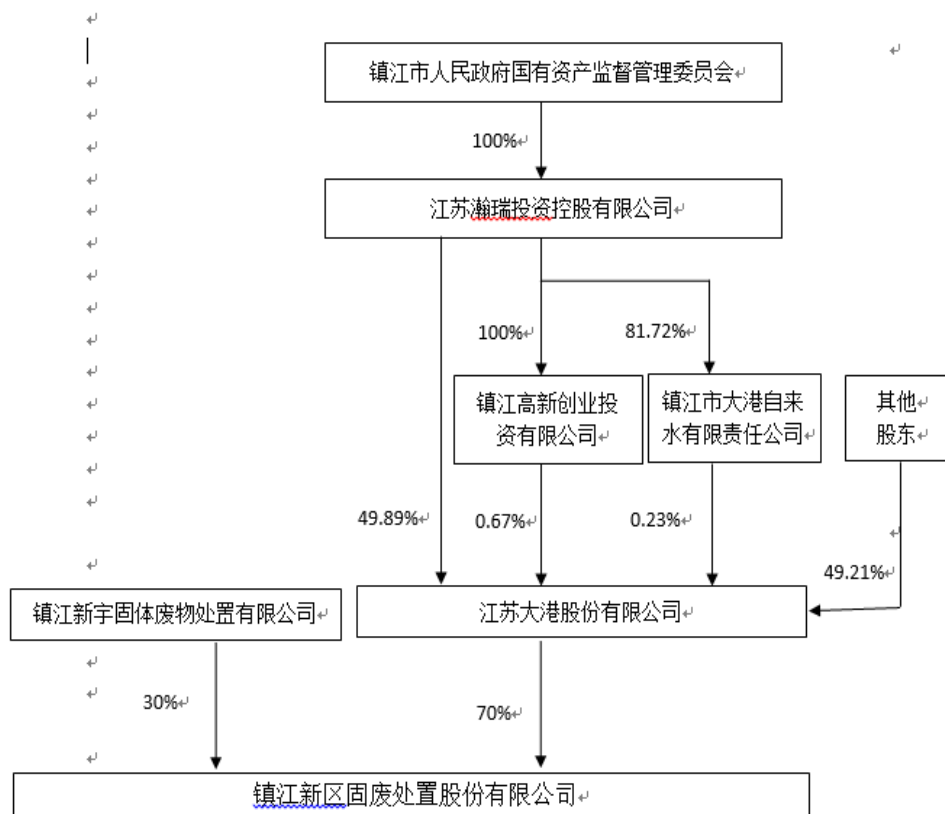 镇江市人民政府国有资产监督管理委员会
100%
江苏瀚瑞投资控股有限公司
100%
81.72%
镇江高新创业投
资有限公司
镇江市大港自来
水有限责任公司
其他
股东
49.89%
0.67%
0.23%
49.21%
镇江新宇固体废物处置有限公司
江苏大港股份有限公司
30%
70%
镇江新区固废处置股份有限公司